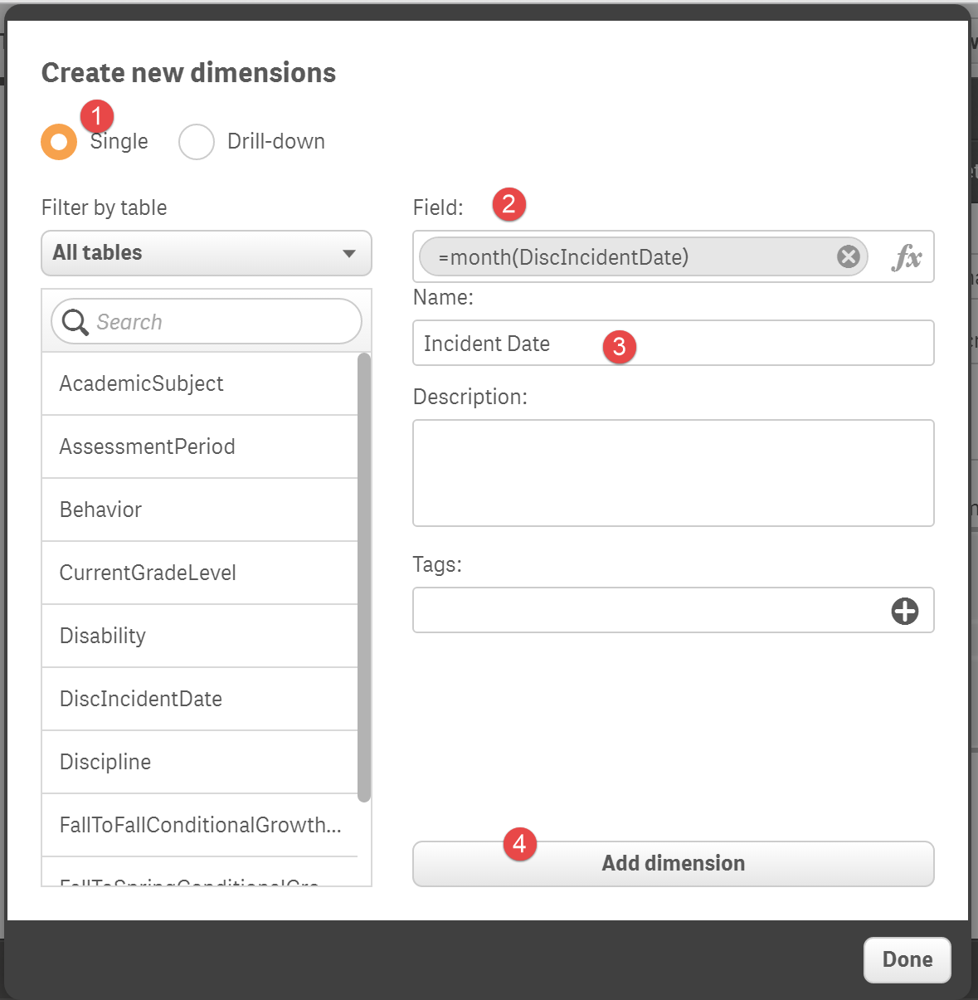 Create new dimensions
1
Single
Drill-down
Filter by table
All tables
Search
AcademicSubject
AssessmentPeriod
Behavior
CurrentGradeLevel
Disability
DiscIncidentDate
Discipline
FallToFallConditionalGrowth...
Field:
2
=month(DiscIncidentDate)
fx
Name:
Incident Date
3
Description:
Tags:
4
Add dimension
Done